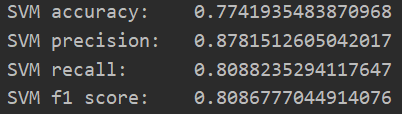 SVM accuracy: 0.7741935483870968
SVM precision: 0.8781512605042017
SVM recall: 0.8088235294117647
SVM f1 score: 0.8086777044914076